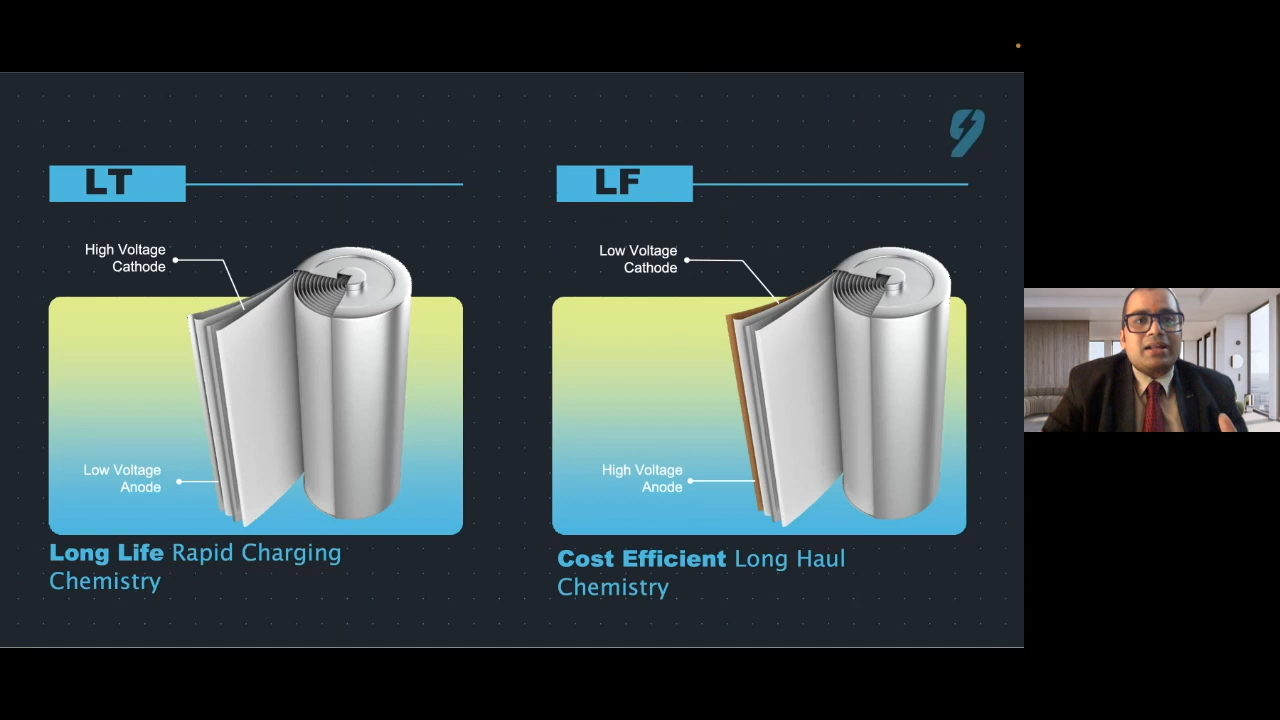 LT
High Voltage
Cathode
Low Voltage
Anode
Long Life Rapid Charging
Chemistry
LF
Low Voltage
Cathode
High Voltage
Anode
Cost Efficient Long Haul
Chemistry